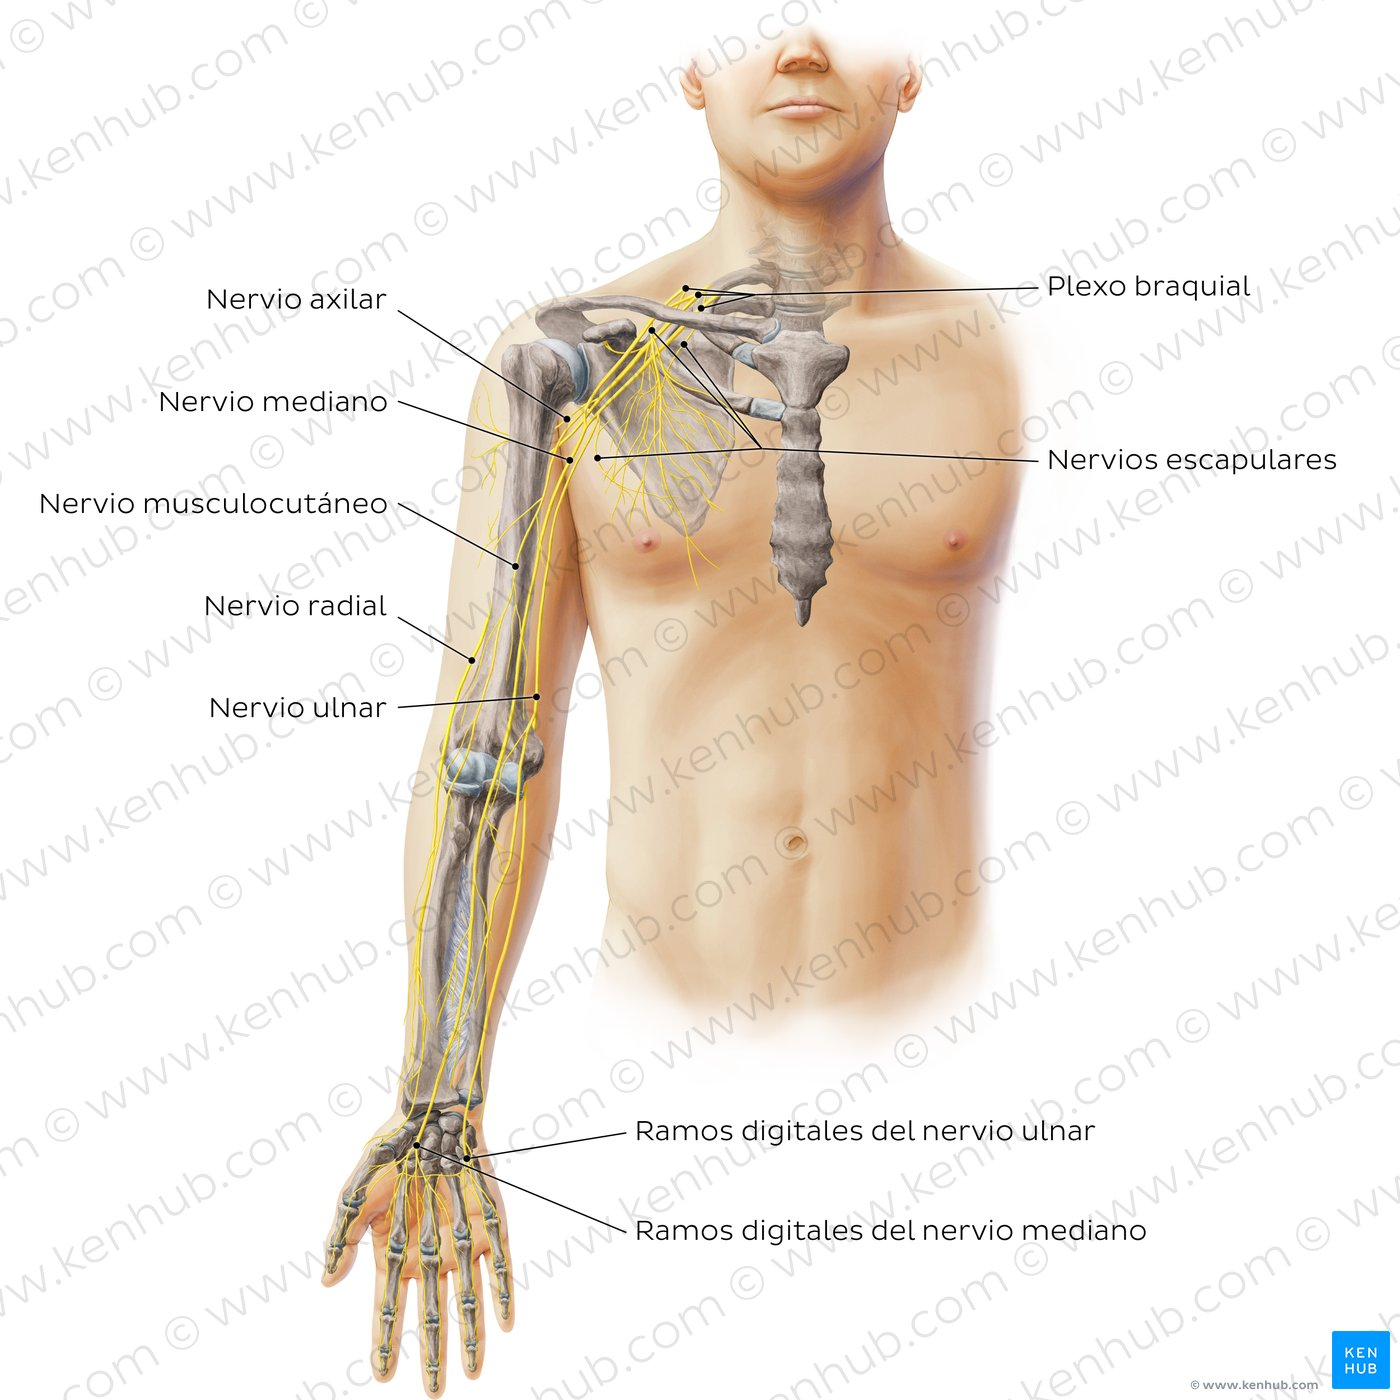 Nervio axilar
Plexo braquial
Nervio mediano
Nervios escapulares
Nervio musculocutáneo
Nervio radial
Nervio ulnar
Ramos digitales del nervio ulnar
Ramos digitales del nervio mediano
KEN
HUB
© www.kenhub.com